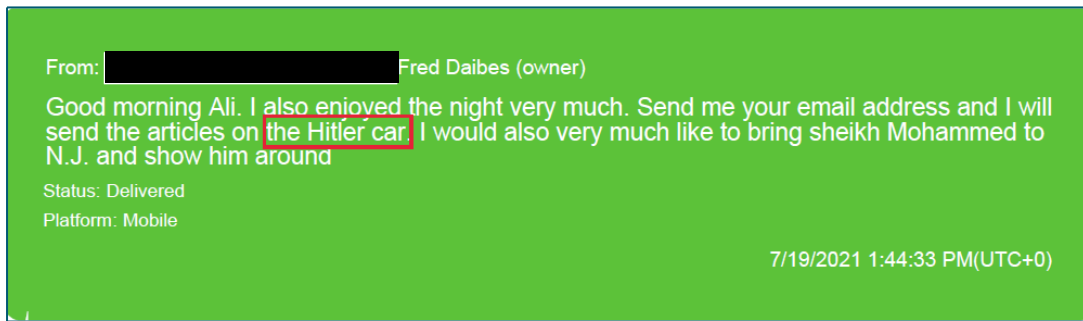 From: Fred Daibes (owner)
Good morning Ali. I also enjoyed the night very much. Send me your email address and I will
send the articles on the Hitler car. I would also very much like to bring sheikh Mohammed to
N.J. and show him around
Status: Delivered
Platform: Mobile
7/19/2021 1:44:33 PM(UTC+0)